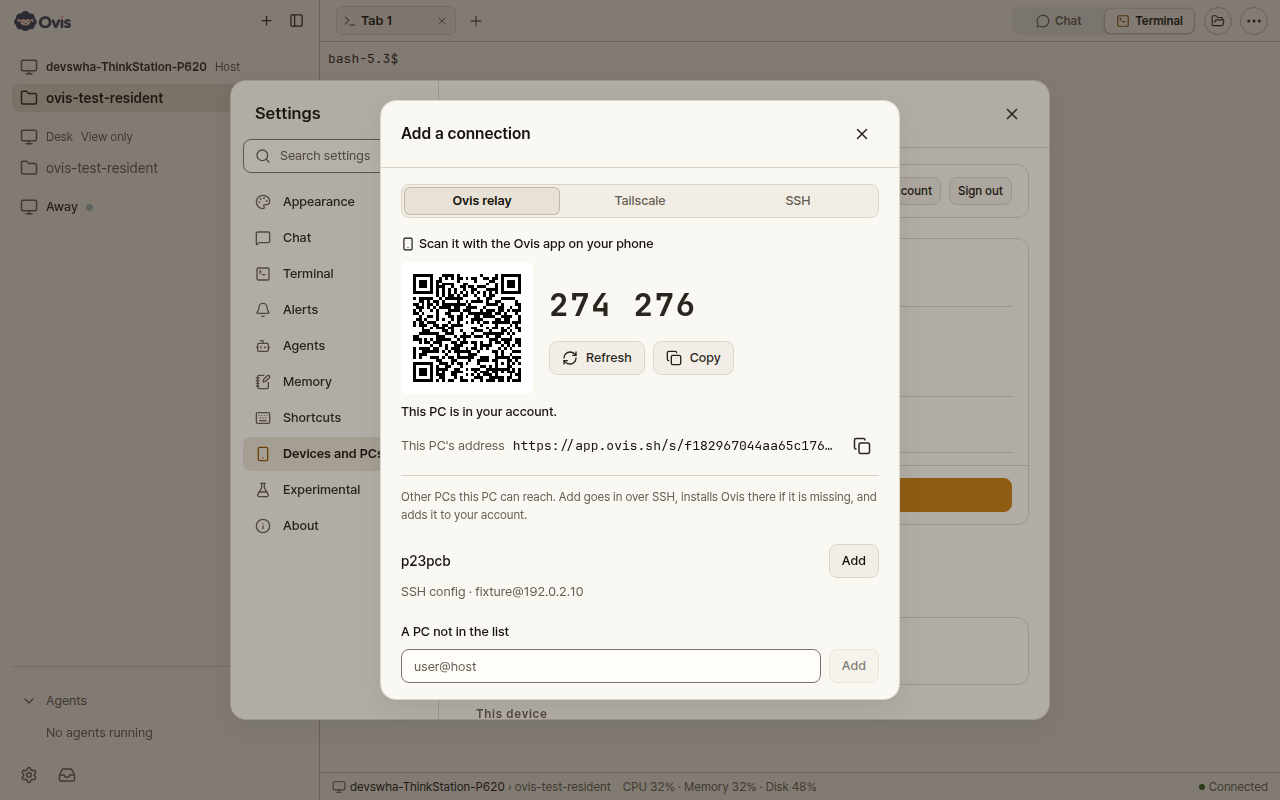 Ovis
Tab 1
Chat
Terminal
devswha-ThinkStation-P620 Host
bash-5.3$
ovis-test-resident
Desk View only
ovis-test-resident
Away
Settings
Search settings
Appearance
Chat
Terminal
Alerts
Agents
Memory
Shortcuts
Devices and PCs
Experimental
About
count
Sign out
Add a connection
Ovis relay
Tailscale
SSH
Scan it with the Ovis app on your phone
274 276
Refresh
Copy
This PC is in your account.
This PC's address https://app.ovis.sh/s/f182967044aa65c176…
Other PCs this PC can reach. Add goes in over SSH, installs Ovis there if it is missing, and
adds it to your account.
p23pcb
Add
SSH config · fixture@192.0.2.10
A PC not in the list
user@host
Add
This device
Agents
No agents running
devswha-ThinkStation-P620 › ovis-test-resident CPU 32% · Memory 32% · Disk 48%
Connected